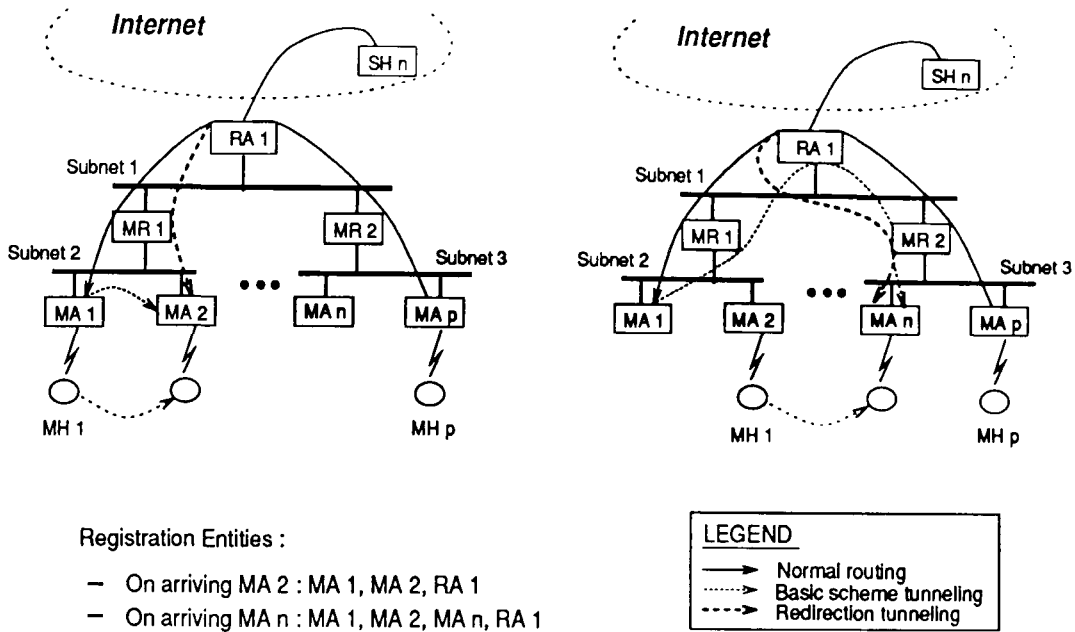 Internet
SH n
RA 1
Subnet 1
MR 1
MR 2
Subnet 2
Subnet 3
MA 1
MA 2
MA n
MA p
MH 1
MH p
Internet
SH n
RA 1
Subnet 1
MR 1
MR 2
Subnet 2
Subnet 3
MA 1
MA 2
MA n
MA p
MH 1
MH p
Registration Entities :
– On arriving MA 2 : MA 1, MA 2, RA 1
– On arriving MA n : MA 1, MA 2, MA n, RA 1
LEGEND
Normal routing
Basic scheme tunneling
Redirection tunneling